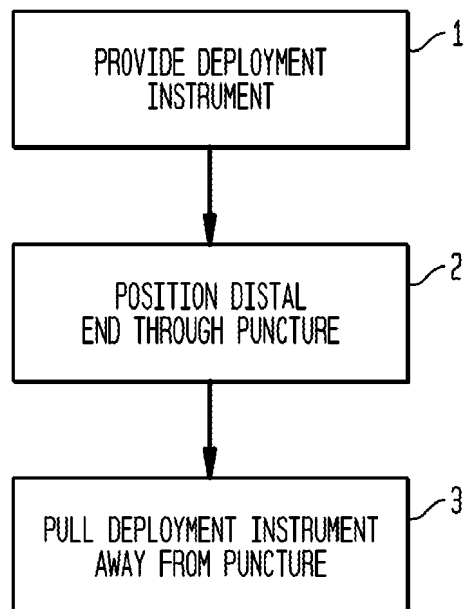 PROVIDE DEPLOYMENT
INSTRUMENT
1
POSITION DISTAL
END THROUGH PUNCTURE
2
PULL DEPLOYMENT INSTRUMENT
AWAY FROM PUNCTURE
3